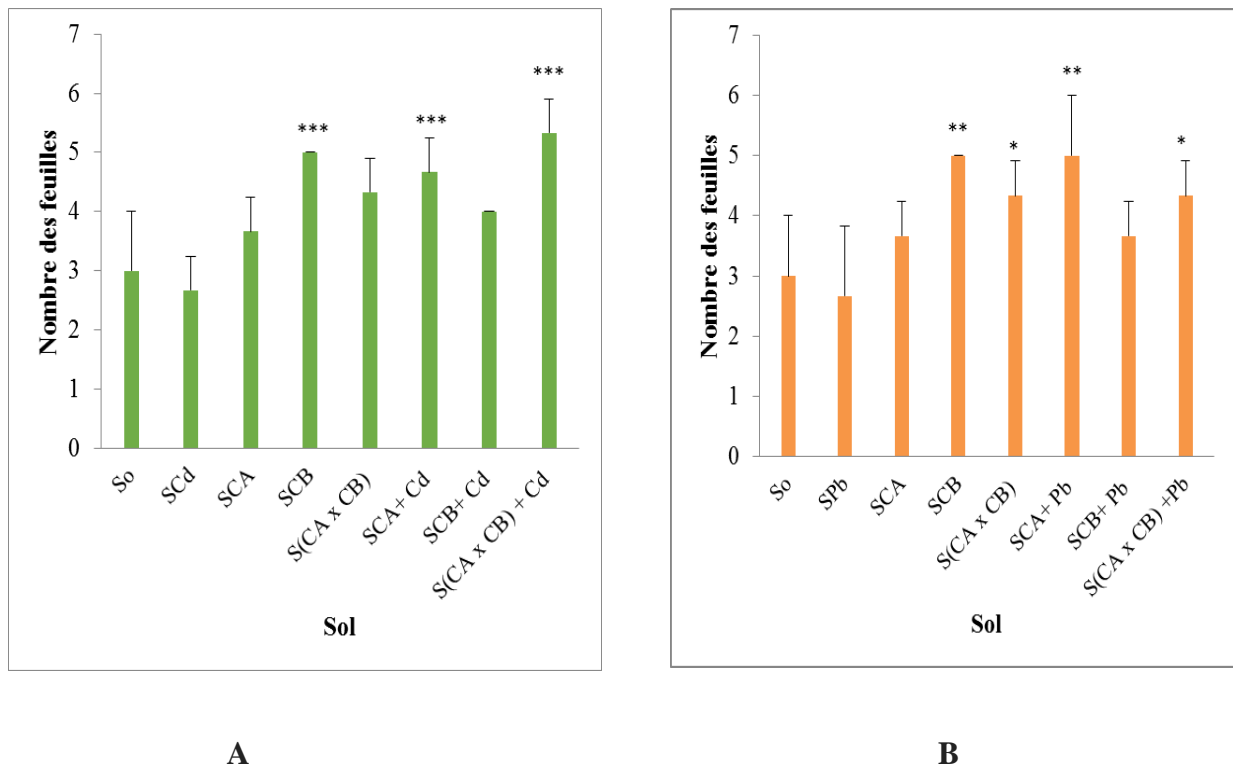 Nombre des feuilles
7
6
5
4
3
2
1
0
***
***
***
So
SCd
SCA
SCB
S(CA x CB)
SCA+ Cd
SCB+ Cd
S(CA x CB) + Cd
Sol
A
Nombre des feuilles
7
6
5
4
3
2
1
0
**
*
**
*
So
SPb
SCA
SCB
S(CA x CB)
SCA+ Pb
SCB+ Pb
S(CA x CB) +Pb
Sol
B